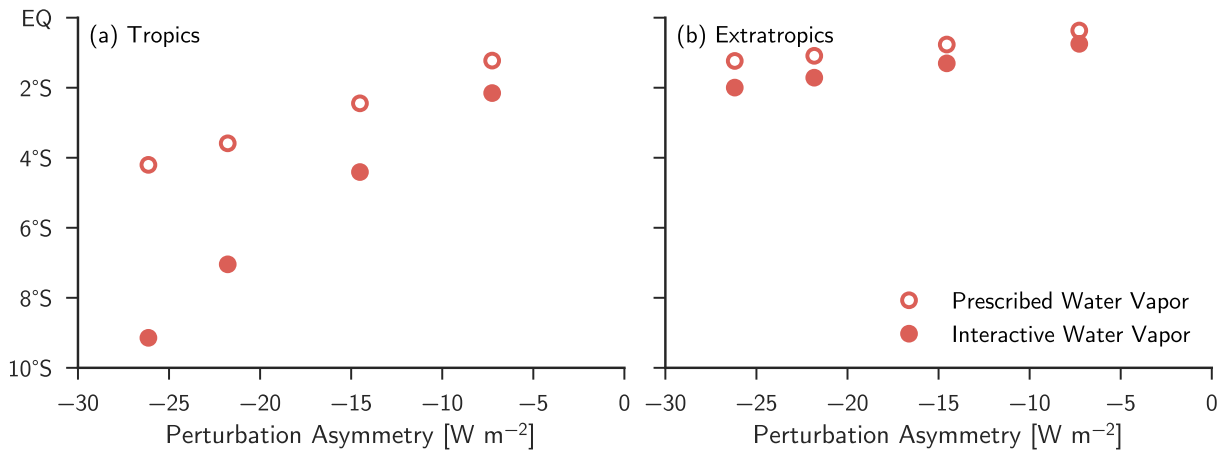 (a) Tropics
EQ
2°S
4°S
6°S
8°S
10°S
−30
−25
−20
−15
−10
−5
0
Perturbation Asymmetry [W m−2]
(b) Extratropics
Prescribed Water Vapor
Interactive Water Vapor
−30
−25
−20
−15
−10
−5
0
Perturbation Asymmetry [W m−2]